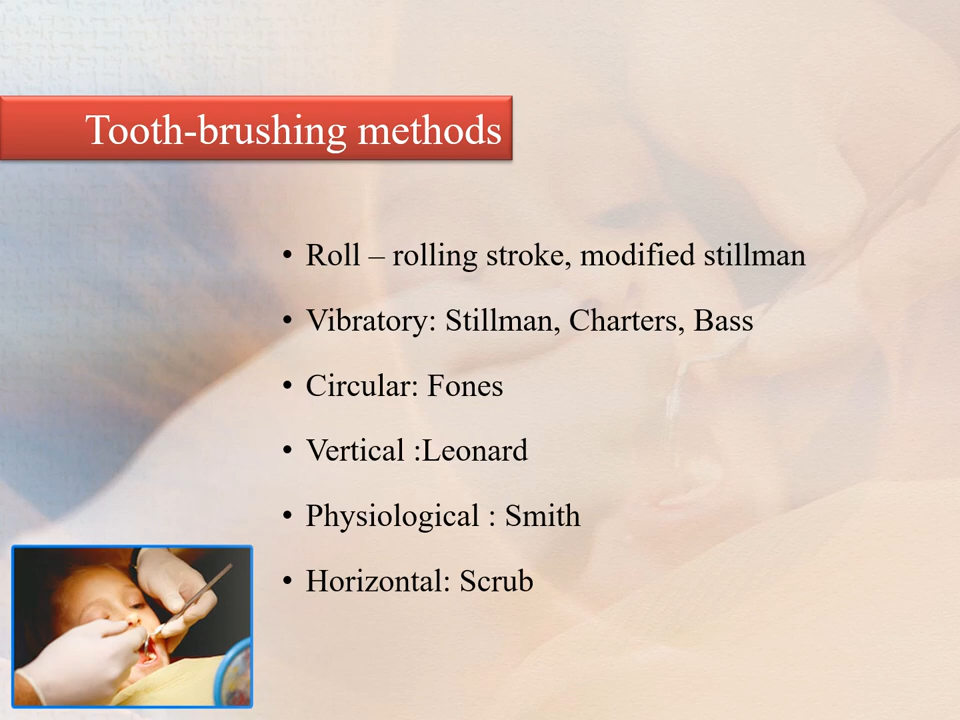 Tooth-brushing methods
• Roll – rolling stroke, modified stillman
• Vibratory: Stillman, Charters, Bass
• Circular: Fones
• Vertical :Leonard
• Physiological : Smith
• Horizontal: Scrub